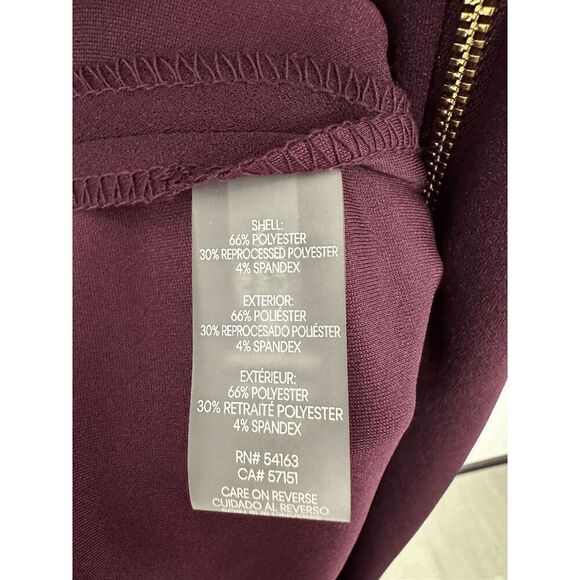 SHELL:
66% POLYESTER
30% REPROCESSED POLYESTER
4% SPANDEX
EXTERIOR:
66% POLIÉSTER
30% REPROCESADO POLIÉSTER
4% SPANDEX
EXTÉRIEUR:
66% POLYESTER
30% RETRAITÉ POLYESTER
4% SPANDEX
RN# 54163
CA# 57151
CARE ON REVERSE
CUIDADO AL REVERSO